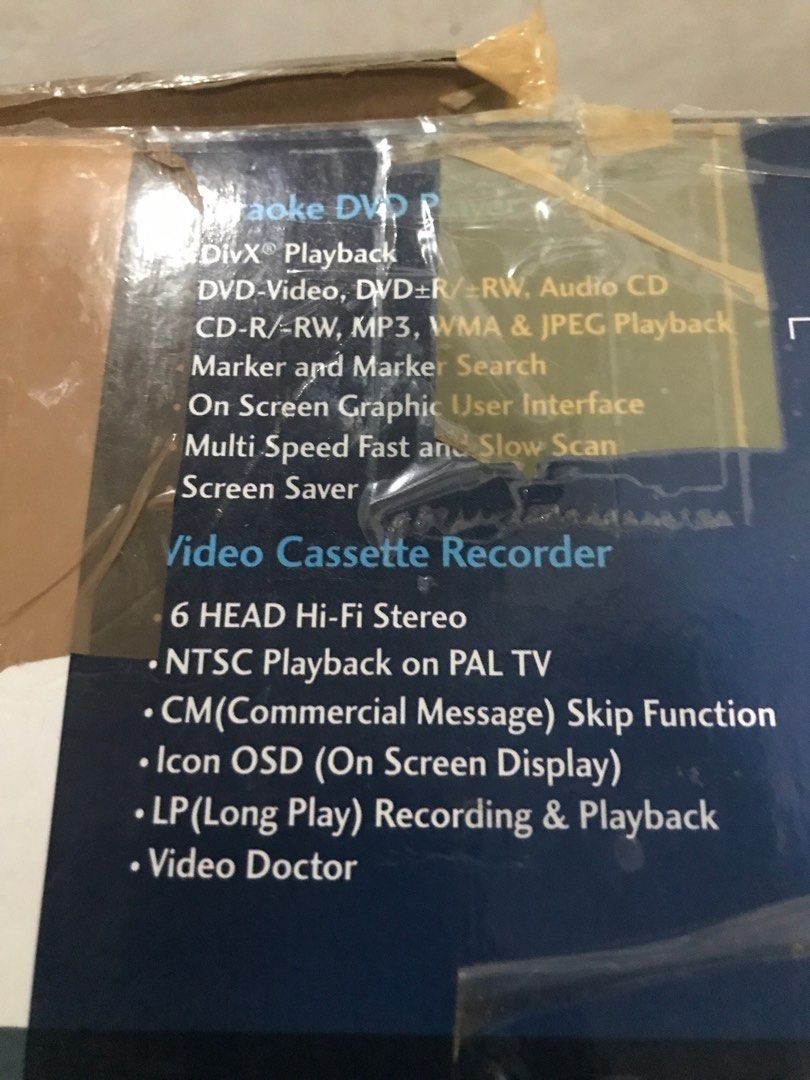 raoke DVD Player
DivX® Playback
DVD-Video, DVD±R/±RW, Audio CD
CD-R/-RW, MP3, WMA & JPEG Playback
• Marker and Marker Search
• On Screen Graphic User Interface
• Multi Speed Fast and Slow Scan
Screen Saver
Video Cassette Recorder
• 6 HEAD Hi-Fi Stereo
• NTSC Playback on PAL TV
• CM(Commercial Message) Skip Function
• Icon OSD (On Screen Display)
• LP(Long Play) Recording & Playback
• Video Doctor